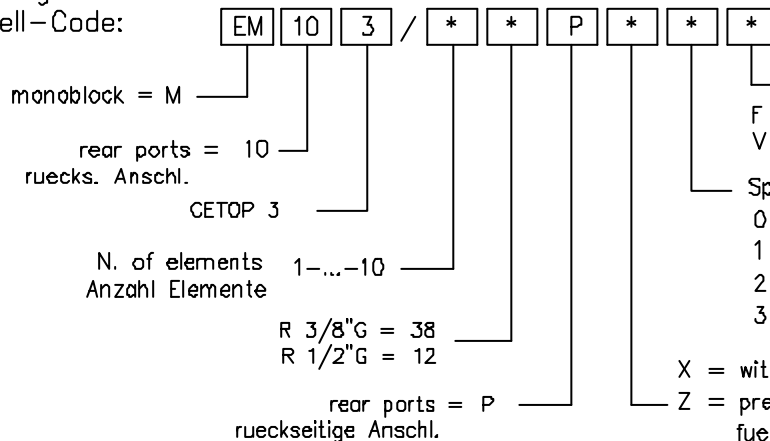 ell-Code: EM 10 3 / * * P * * *
monoblock = M
F
rear ports = 10
V
ruecks. Anschl.
CETOP 3
Sp
0
N. of elements 1-...-10
1
Anzahl Elemente
2
3
R 3/8"G = 38
R 1/2"G = 12
X = wit
rear ports = P
Z = pre
rueckseitige Anschl.
fue